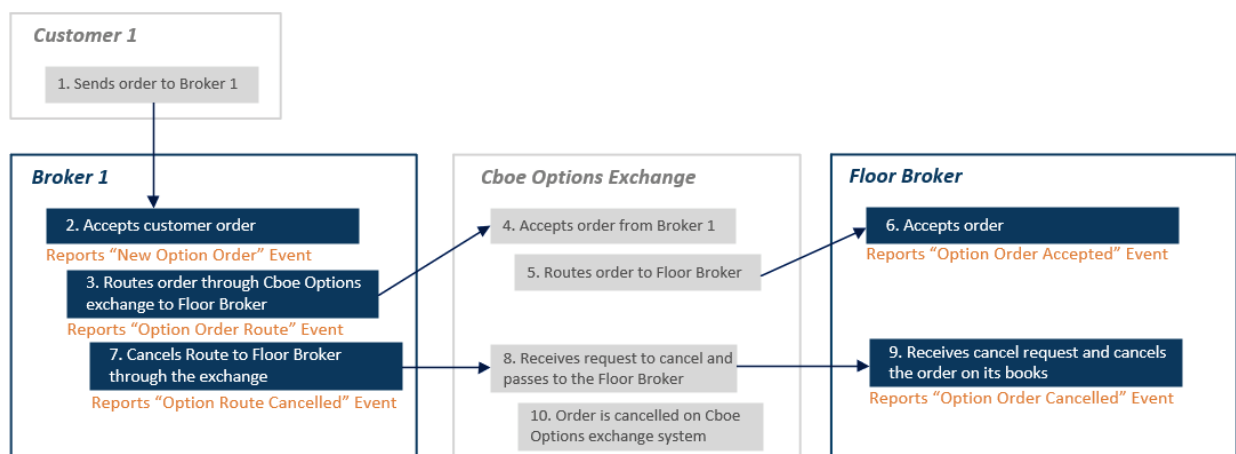 Customer 1
1. Sends order to Broker 1
Broker 1
2. Accepts customer order
Reports “New Option Order” Event
3. Routes order through Cboe Options
exchange to Floor Broker
Reports “Option Order Route” Event
7. Cancels Route to Floor Broker
through the exchange
Reports “Option Route Cancelled” Event
Cboe Options Exchange
4. Accepts order from Broker 1
5. Routes order to Floor Broker
8. Receives request to cancel and
passes to the Floor Broker
10. Order is cancelled on Cboe
Options exchange system
Floor Broker
6. Accepts order
Reports “Option Order Accepted” Event
9. Receives cancel request and cancels
the order on its books
Reports “Option Order Cancelled” Event